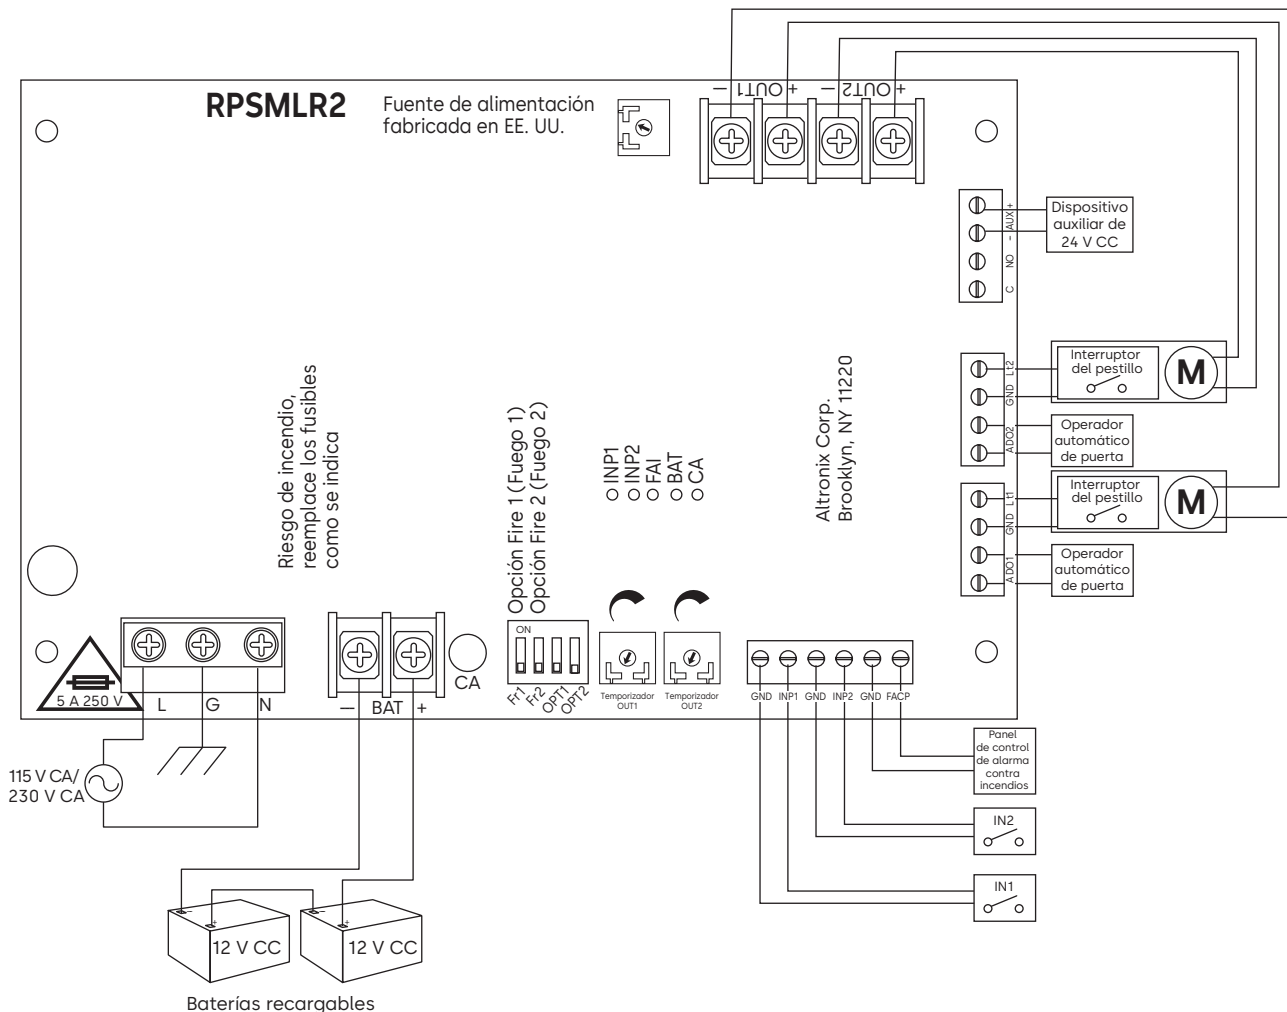 RPSMLR2
Fuente de alimentación
fabricada en EE. UU.
− OUT1 +
− OUT2 +
− AUX +
NO
C
Dispositivo
auxiliar de
24 V CC
Lt2
GND
ADO2
Interruptor
del pestillo
M
Operador
automático
de puerta
Lt1
GND
ADO1
Interruptor
del pestillo
M
Operador
automático
de puerta
Riesgo de incendio,
reemplace los fusibles
como se indica
Opción Fire 1 (Fuego 1)
Opción Fire 2 (Fuego 2)
INP1
INP2
FAI
BAT
CA
Altronix Corp.
Brooklyn, NY 11220
5 A 250 V
L G N
− BAT +
CA
ON
Fr1
Fr2
OPT1
OPT2
Temporizador
OUT1
Temporizador
OUT2
GND INP1 GND INP2 GND FACP
Panel
de control
de alarma
contra
incendios
IN2
IN1
115 V CA/
230 V CA
− +
12 V CC
− +
12 V CC
Baterías recargables